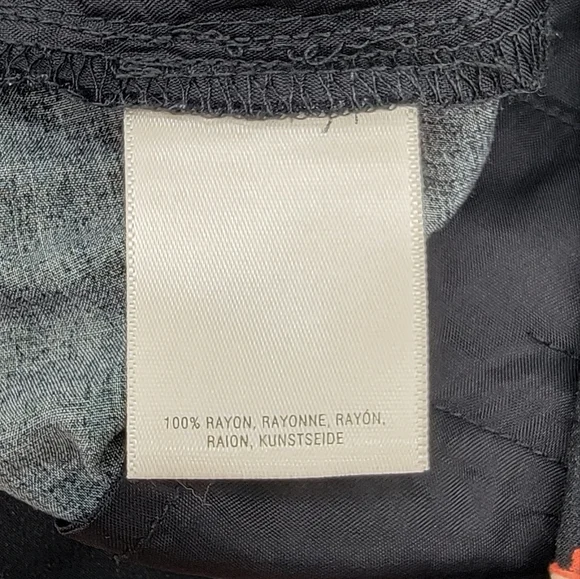 100% RAYON, RAYONNE, RAYÓN,
RAION, KUNSTSEIDE